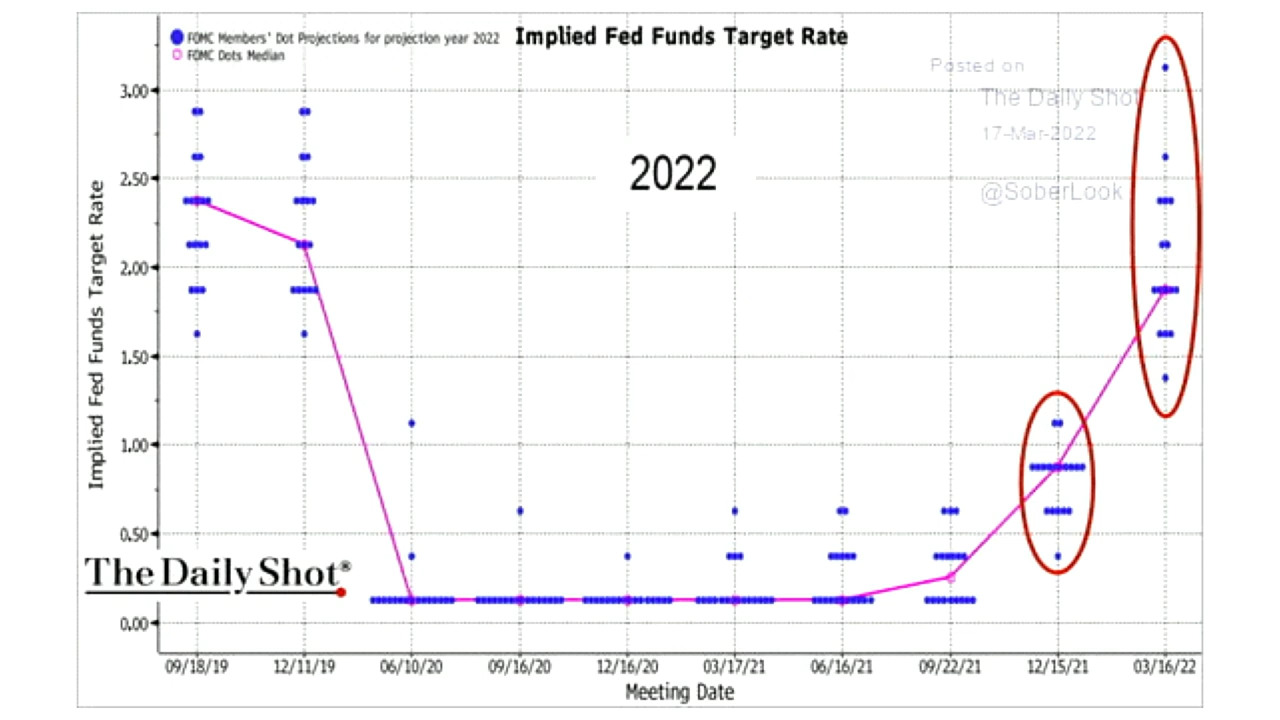 FOMC Members' Dot Projections for projection year 2022
FOMC Dots Median
Implied Fed Funds Target Rate
Posted on
The Daily Shot
17-Mar-2022
@SoberLook
2022
Implied Fed Funds Target Rate
3.00
2.50
2.00
1.50
1.00
0.50
0.00
The Daily Shot®
09/18/19 12/11/19 06/10/20 09/16/20 12/16/20 03/17/21 06/16/21 09/22/21 12/15/21 03/16/22
Meeting Date